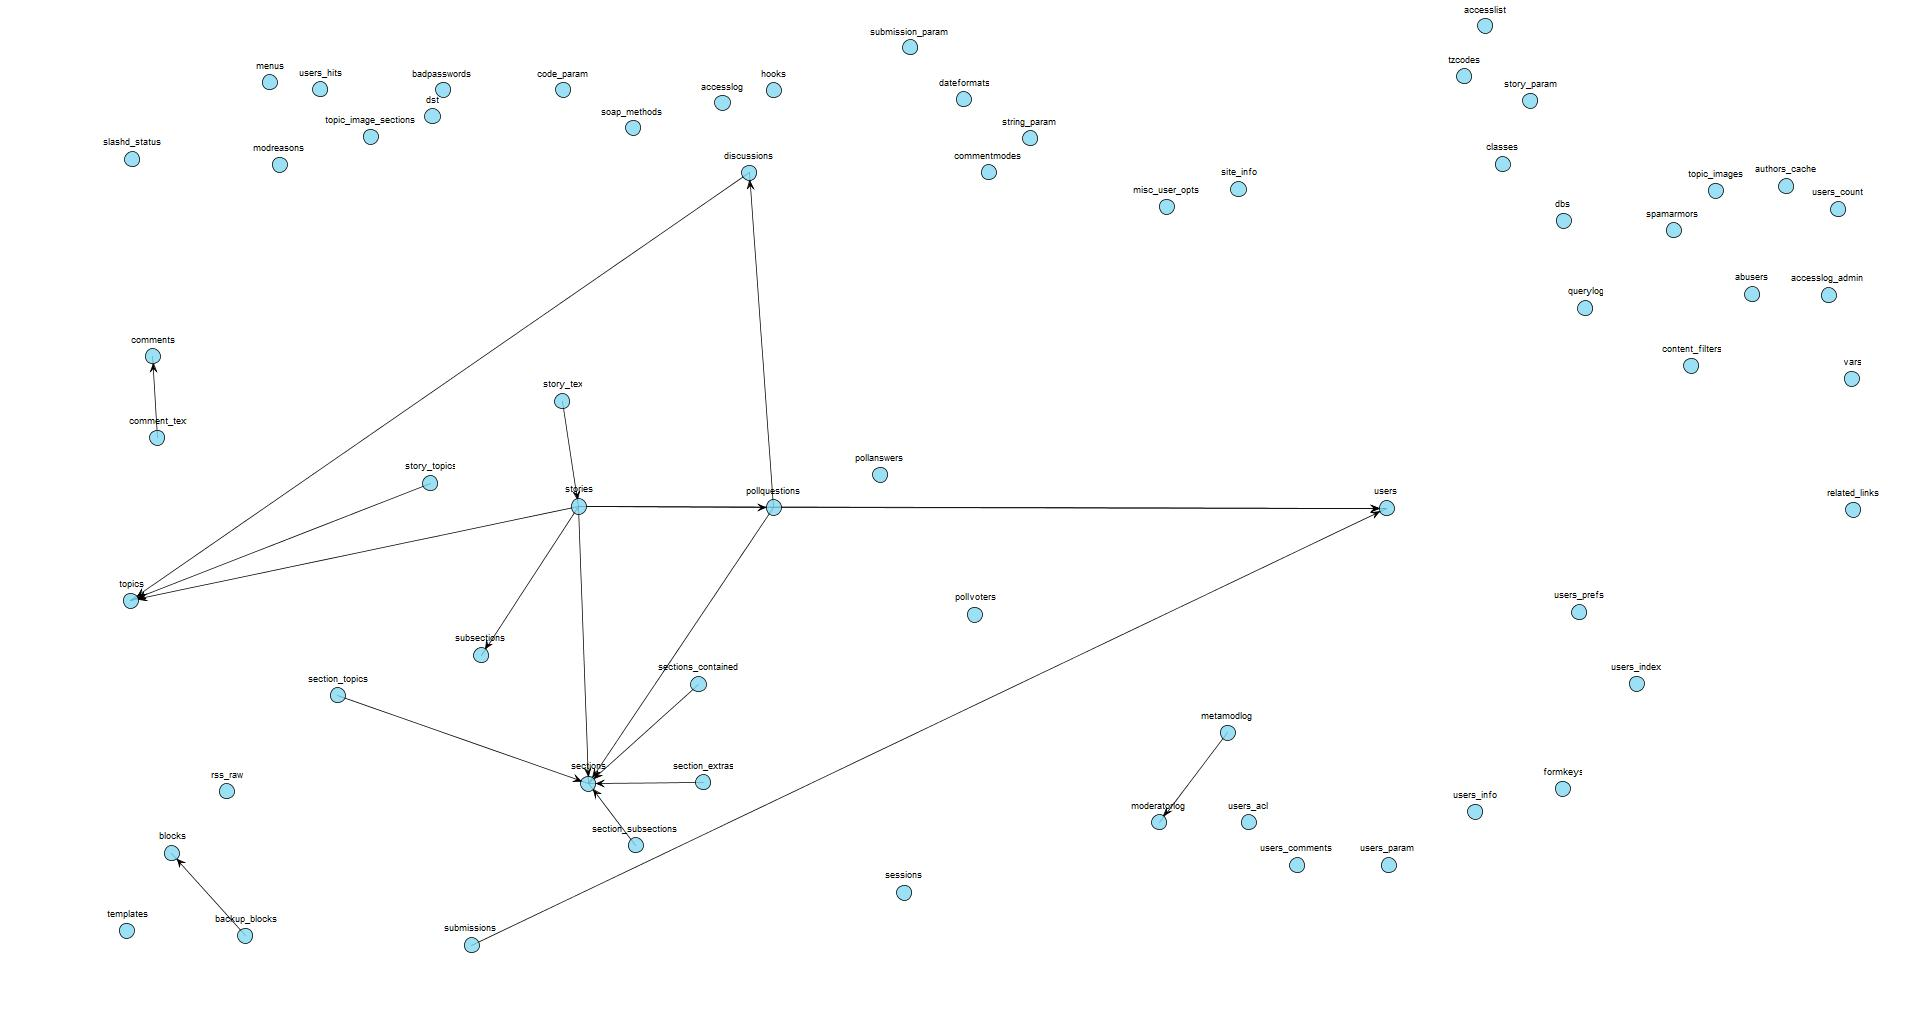 accesslist
submission_param
tzcodes
menus
users_hits
badpasswords
code_param
hooks
accesslog
dateformats
story_param
dst
topic_image_sections
soap_methods
string_param
slashd_status
modreasons
discussions
commentmodes
classes
site_info
misc_user_opts
topic_images
authors_cache
users_count
dbs
spamarmors
abusers
accesslog_admin
querylog
comments
content_filters
vars
story_tex
comment_tex
story_topics
pollanswers
stories
pollquestions
users
related_links
topics
pollvoters
users_prefs
subsections
sections_contained
users_index
section_topics
metamodlog
sections
section_extras
rss_raw
formkeys
users_info
moderatorlog
users_acl
blocks
section_subsections
users_comments
users_param
sessions
templates
backup_blocks
submissions